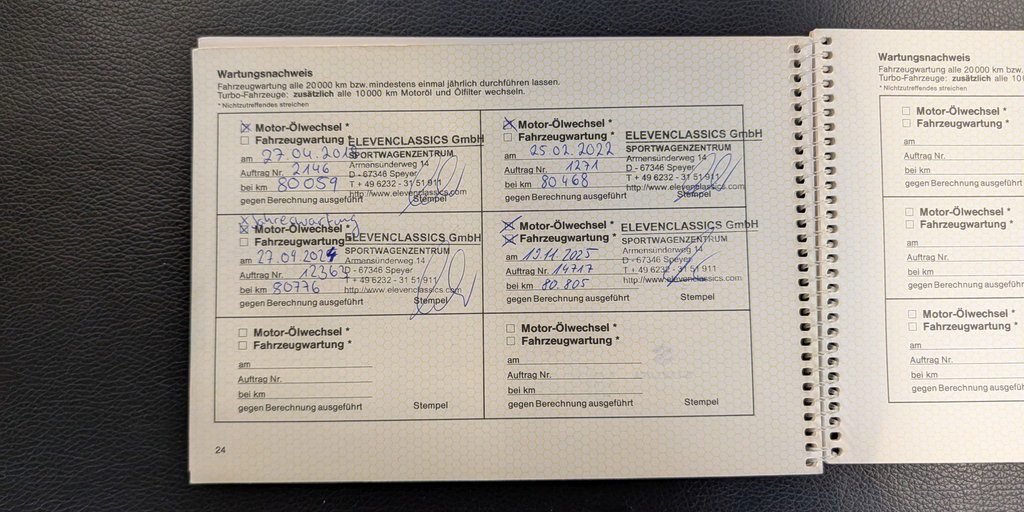 Wartungsnachweis
Fahrzeugwartung alle 20000 km bzw. mindestens einmal jährlich durchführen lassen.
Turbo-Fahrzeuge: zusätzlich alle 10000 km Motoröl und Ölfilter wechseln.
* Nichtzutreffendes streichen
Motor-Ölwechsel *
Fahrzeugwartung *
am 27.04.2018
Auftrag Nr. 2146
bei km 80059
gegen Berechnung ausgeführt
ELEVENCLASSICS GmbH
SPORTWAGENZENTRUM
Armensünderweg 14
D - 67346 Speyer
T + 49 6232 - 31 51 911
http://www.elevenclassics.com
Stempel
Motor-Ölwechsel *
Fahrzeugwartung *
am 25.02.2022
Auftrag Nr. 1271
bei km 80468
gegen Berechnung ausgeführt
ELEVENCLASSICS GmbH
SPORTWAGENZENTRUM
Armensünderweg 14
D - 67346 Speyer
T + 49 6232 - 31 51 911
http://www.elevenclassics.com
Stempel
x Jahreswartung
Motor-Ölwechsel *
Fahrzeugwartung
am 27.09.2024
Auftrag Nr. 12367
bei km 80776
gegen Berechnung ausgeführt
ELEVENCLASSICS GmbH
SPORTWAGENZENTRUM
Armensünderweg 14
D - 67346 Speyer
T + 49 6232 - 31 51 911
http://www.elevenclassics.com
Stempel
Motor-Ölwechsel *
Fahrzeugwartung *
am 13.11.2025
Auftrag Nr. 14717
bei km 80.805
gegen Berechnung ausgeführt
ELEVENCLASSICS GmbH
SPORTWAGENZENTRUM
Armensünderweg 14
D - 67346 Speyer
T + 49 6232 - 31 51 911
http://www.elevenclassics.com
Stempel
Motor-Ölwechsel *
Fahrzeugwartung *
am
Auftrag Nr.
bei km
gegen Berechnung ausgeführt
Stempel
Motor-Ölwechsel *
Fahrzeugwartung *
am
Auftrag Nr.
bei km
gegen Berechnung ausgeführt
Stempel
24
Wartungsnachweis
Fahrzeugwartung alle 20000 km bzw.
Turbo-Fahrzeuge: zusätzlich alle
* Nichtzutreffendes streichen
Motor-Ölwechsel *
Fahrzeugwartung *
am
Auftrag Nr.
bei km
gegen Berechnung ausgeführt
Motor-Ölwechsel *
Fahrzeugwartung *
am
Auftrag Nr.
bei km
gegen Berechnung ausgeführt
Motor-Ölwechsel *
Fahrzeugwartung *
am
Auftrag Nr.
bei km
gegen Berechnung